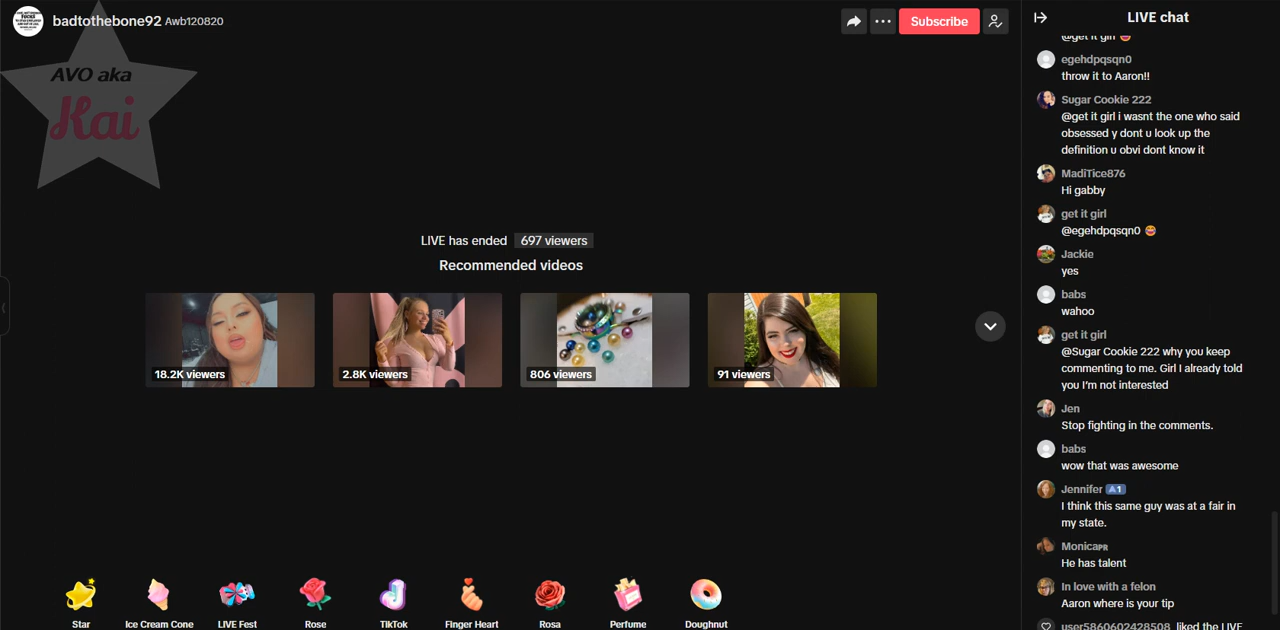 badtothebone92 Awb120820
Subscribe
LIVE chat
AVO aka
Kai
LIVE has ended 697 viewers
Recommended videos
18.2K viewers
2.8K viewers
806 viewers
91 viewers
Star
Ice Cream Cone
LIVE Fest
Rose
TikTok
Finger Heart
Rosa
Perfume
Doughnut
@get it girl
egehdpqsqn0
throw it to Aaron!!
Sugar Cookie 222
@get it girl i wasnt the one who said
obsessed y dont u look up the
definition u obvi dont know it
MadiTice876
Hi gabby
get it girl
@egehdpqsqn0
Jackie
yes
babs
wahoo
get it girl
@Sugar Cookie 222 why you keep
commenting to me. Girl I already told
you I'm not interested
Jen
Stop fighting in the comments.
babs
wow that was awesome
Jennifer 1
I think this same guy was at a fair in
my state.
Monica🇵🇷
He has talent
In love with a felon
Aaron where is your tip
user5860602428508 liked the LIVE